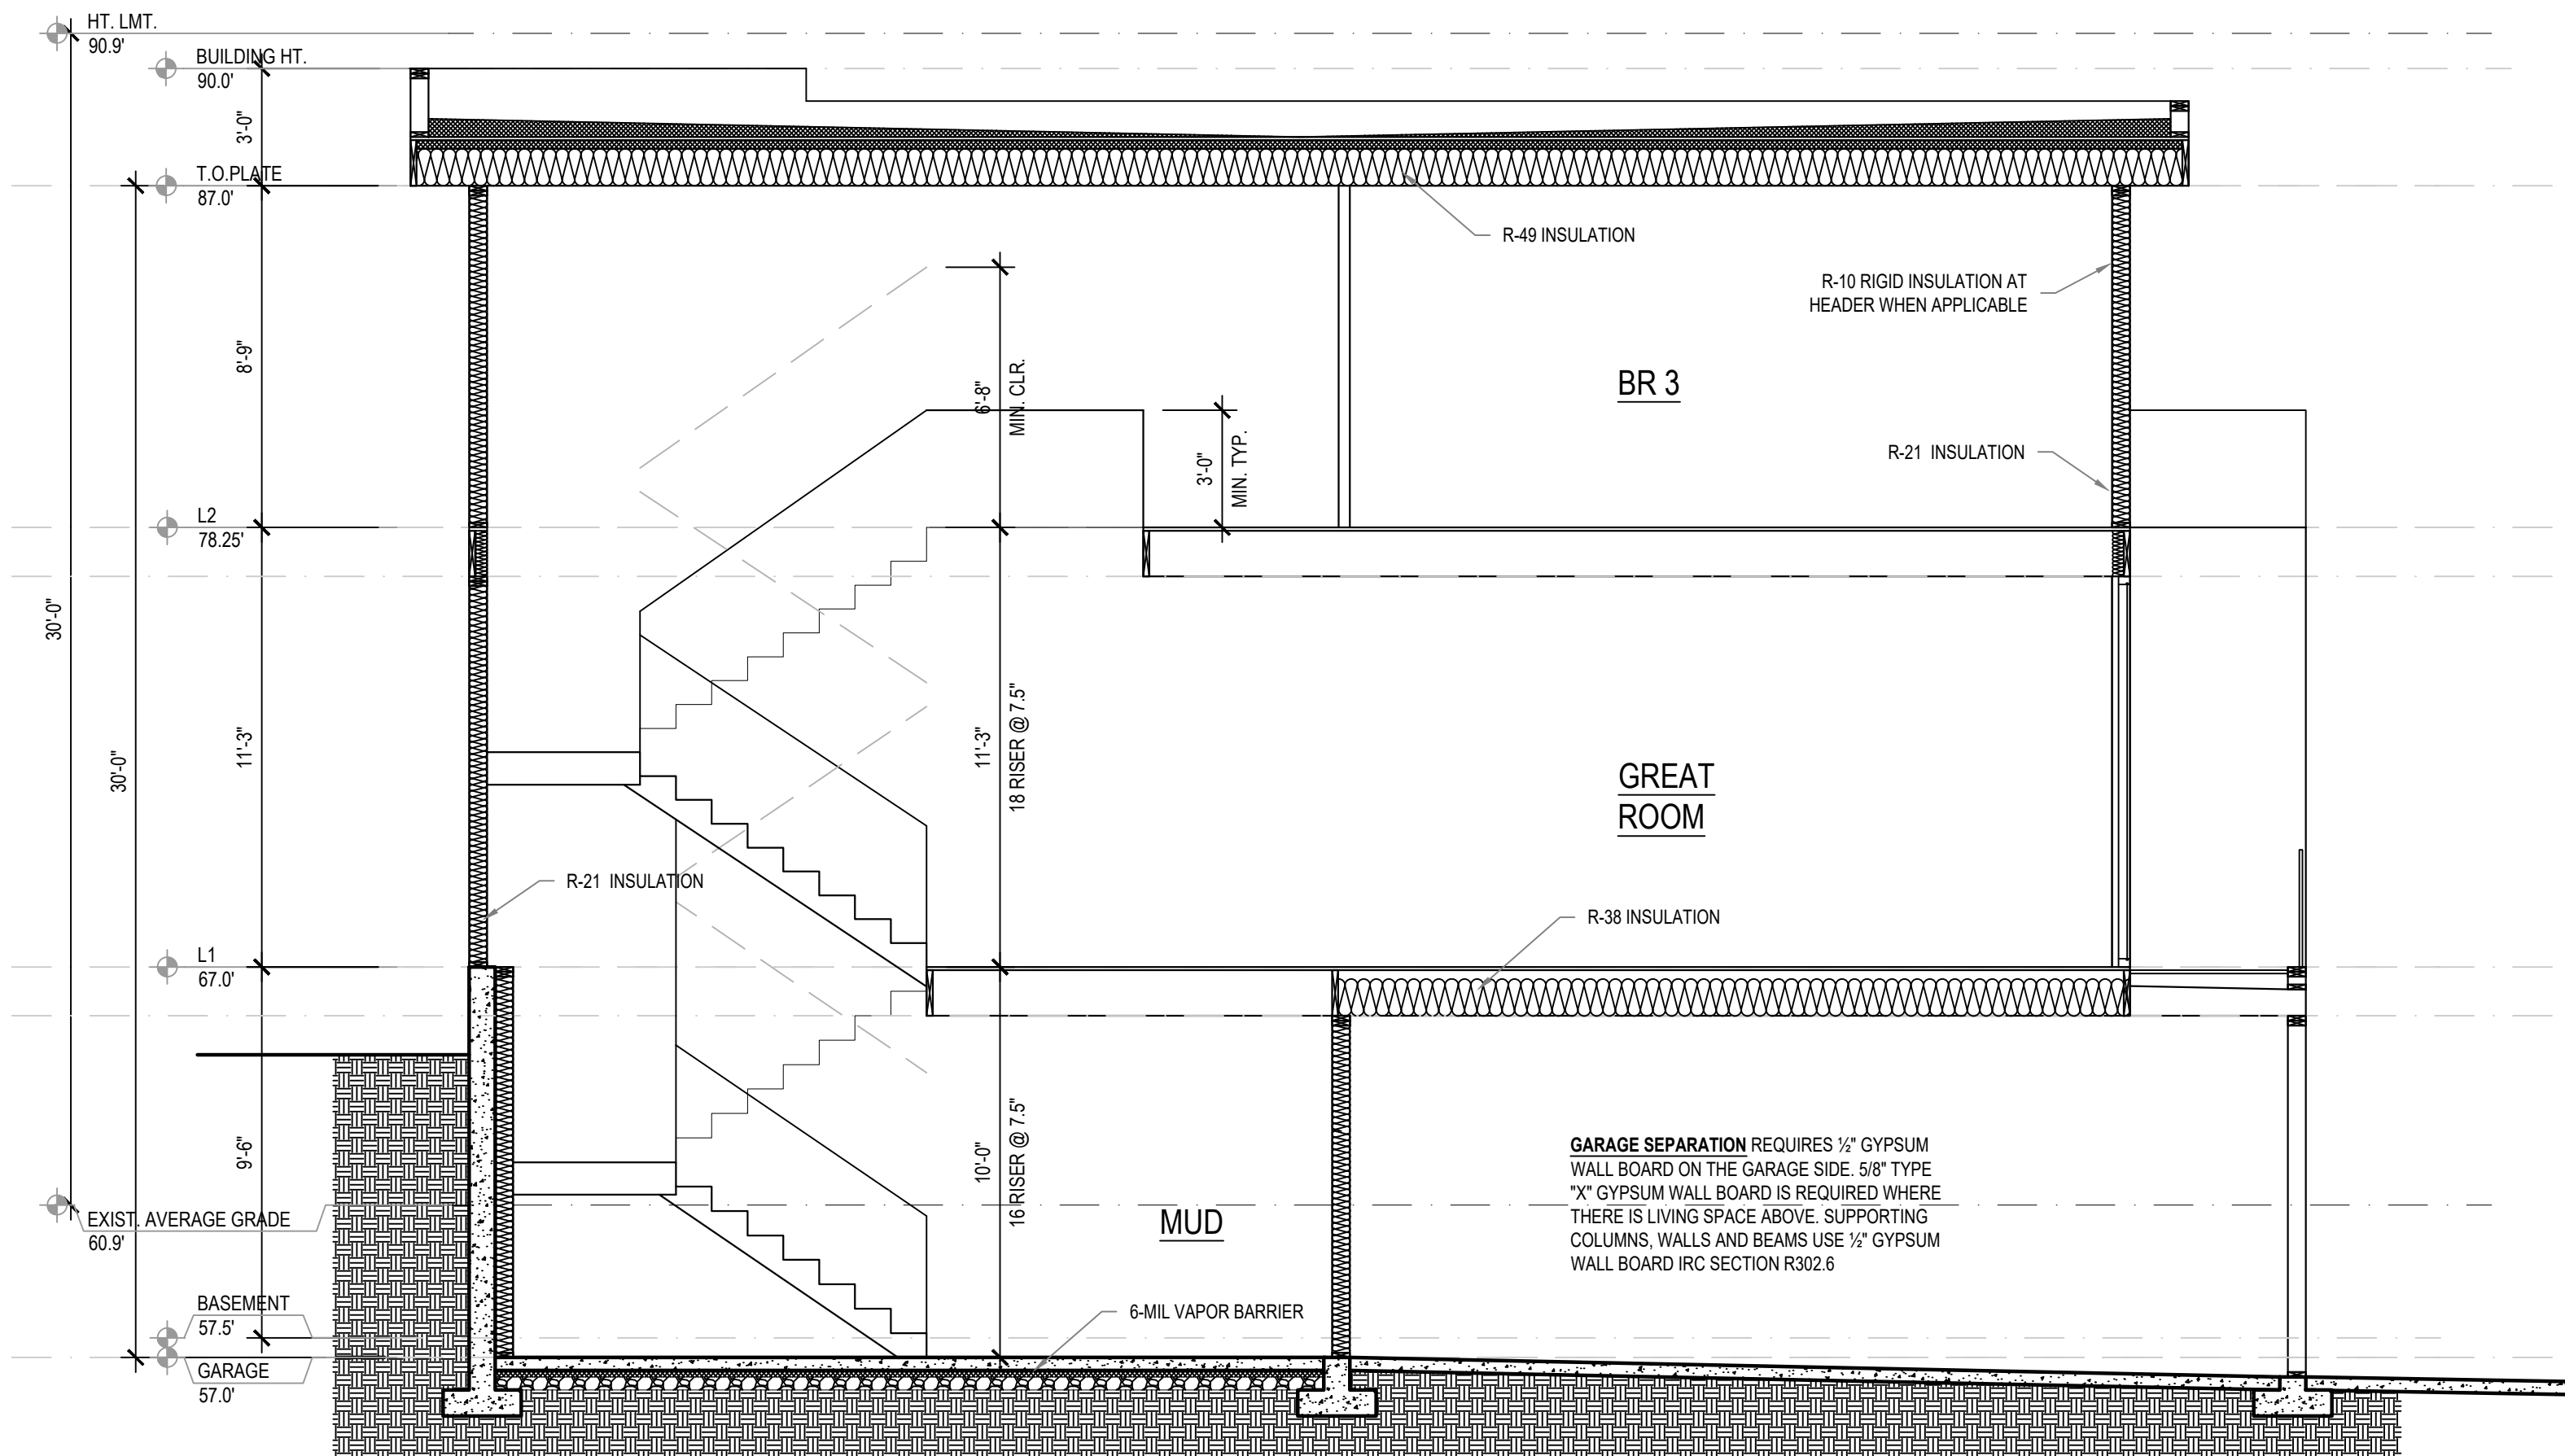 HT. LMT.
90.9'
BUILDING HT.
90.0'
3'-0"
T.O.PLATE
87.0'
R-49 INSULATION
R-10 RIGID INSULATION AT
HEADER WHEN APPLICABLE
8'-9"
6'-8"
MIN. CLR.
BR 3
3'-0"
MIN. TYP.
R-21 INSULATION
L2
78.25'
30'-0"
30'-0"
11'-3"
11'-3"
18 RISER @ 7.5"
GREAT
ROOM
R-21 INSULATION
R-38 INSULATION
L1
67.0'
9'-6"
10'-0"
16 RISER @ 7.5"
MUD
GARAGE SEPARATION REQUIRES ½" GYPSUM
WALL BOARD ON THE GARAGE SIDE. 5/8" TYPE
"X" GYPSUM WALL BOARD IS REQUIRED WHERE
THERE IS LIVING SPACE ABOVE. SUPPORTING
COLUMNS, WALLS AND BEAMS USE ½" GYPSUM
WALL BOARD IRC SECTION R302.6
EXIST. AVERAGE GRADE
60.9'
BASEMENT
57.5'
6-MIL VAPOR BARRIER
GARAGE
57.0'